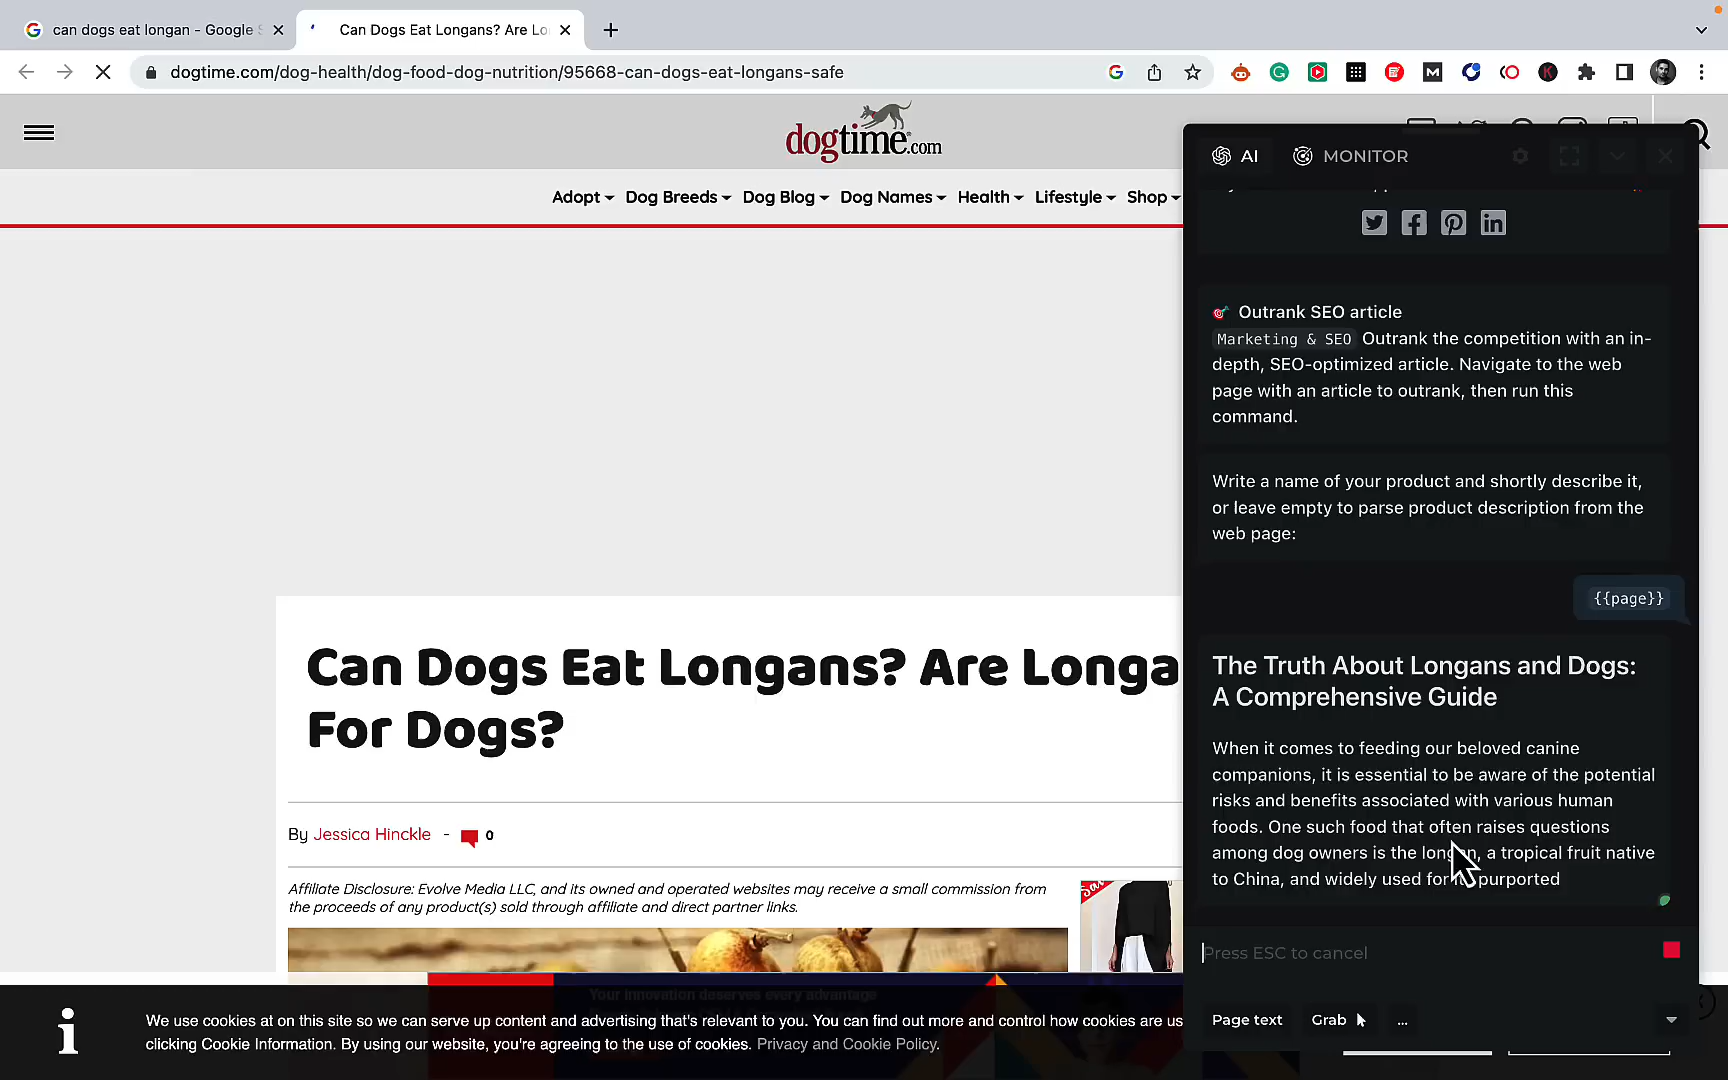 can dogs eat longan - Google S
Can Dogs Eat Longans? Are Lo
dogtime.com/dog-health/dog-food-dog-nutrition/95668-can-dogs-eat-longans-safe
dogtime.com
Adopt Dog Breeds Dog Blog Dog Names Health Lifestyle Shop
AI MONITOR
Outrank SEO article
Marketing & SEO Outrank the competition with an in-
depth, SEO-optimized article. Navigate to the web
page with an article to outrank, then run this
command.
Write a name of your product and shortly describe it,
or leave empty to parse product description from the
web page:
{{page}}
The Truth About Longans and Dogs:
A Comprehensive Guide
When it comes to feeding our beloved canine
companions, it is essential to be aware of the potential
risks and benefits associated with various human
foods. One such food that often raises questions
among dog owners is the longan, a tropical fruit native
to China, and widely used for purported
Press ESC to cancel
Page text Grab ...
Can Dogs Eat Longans? Are Longa
For Dogs?
By Jessica Hinckle - 0
Affiliate Disclosure: Evolve Media LLC, and its owned and operated websites may receive a small commission from
the proceeds of any product(s) sold through affiliate and direct partner links.
Sale
Your innovation deserves every advantage
We use cookies at on this site so we can serve up content and advertising that's relevant to you. You can find out more and control how cookies are us
clicking Cookie Information. By using our website, you're agreeing to the use of cookies. Privacy and Cookie Policy.